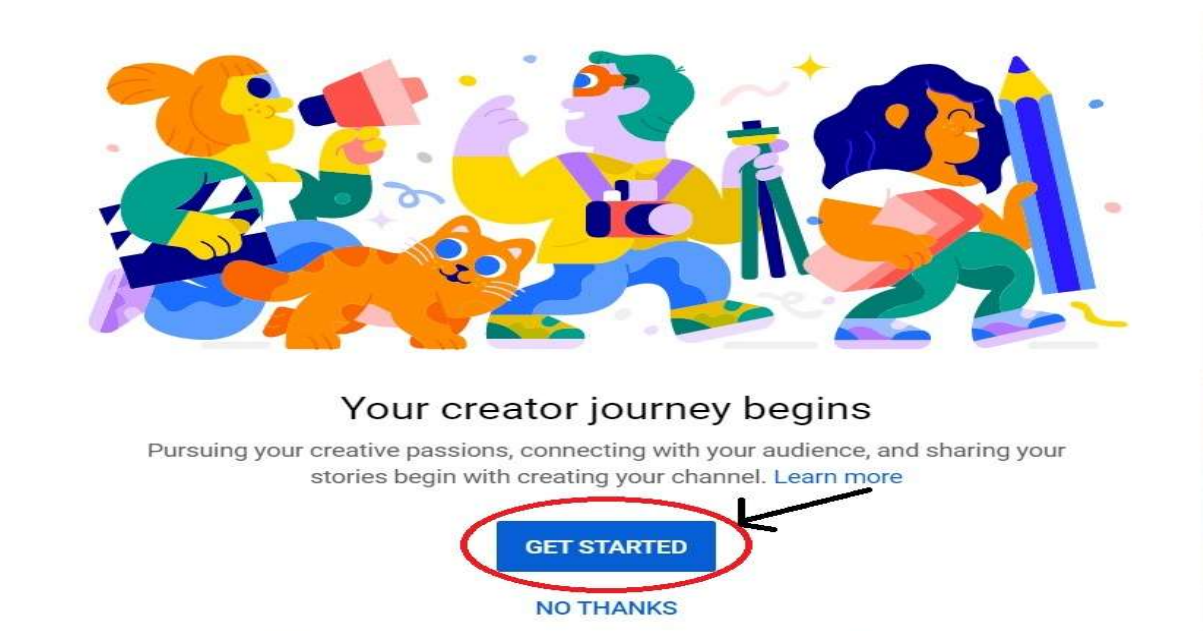 Your creator journey begins
Pursuing your creative passions, connecting with your audience, and sharing your
stories begin with creating your channel. Learn more
GET STARTED
NO THANKS